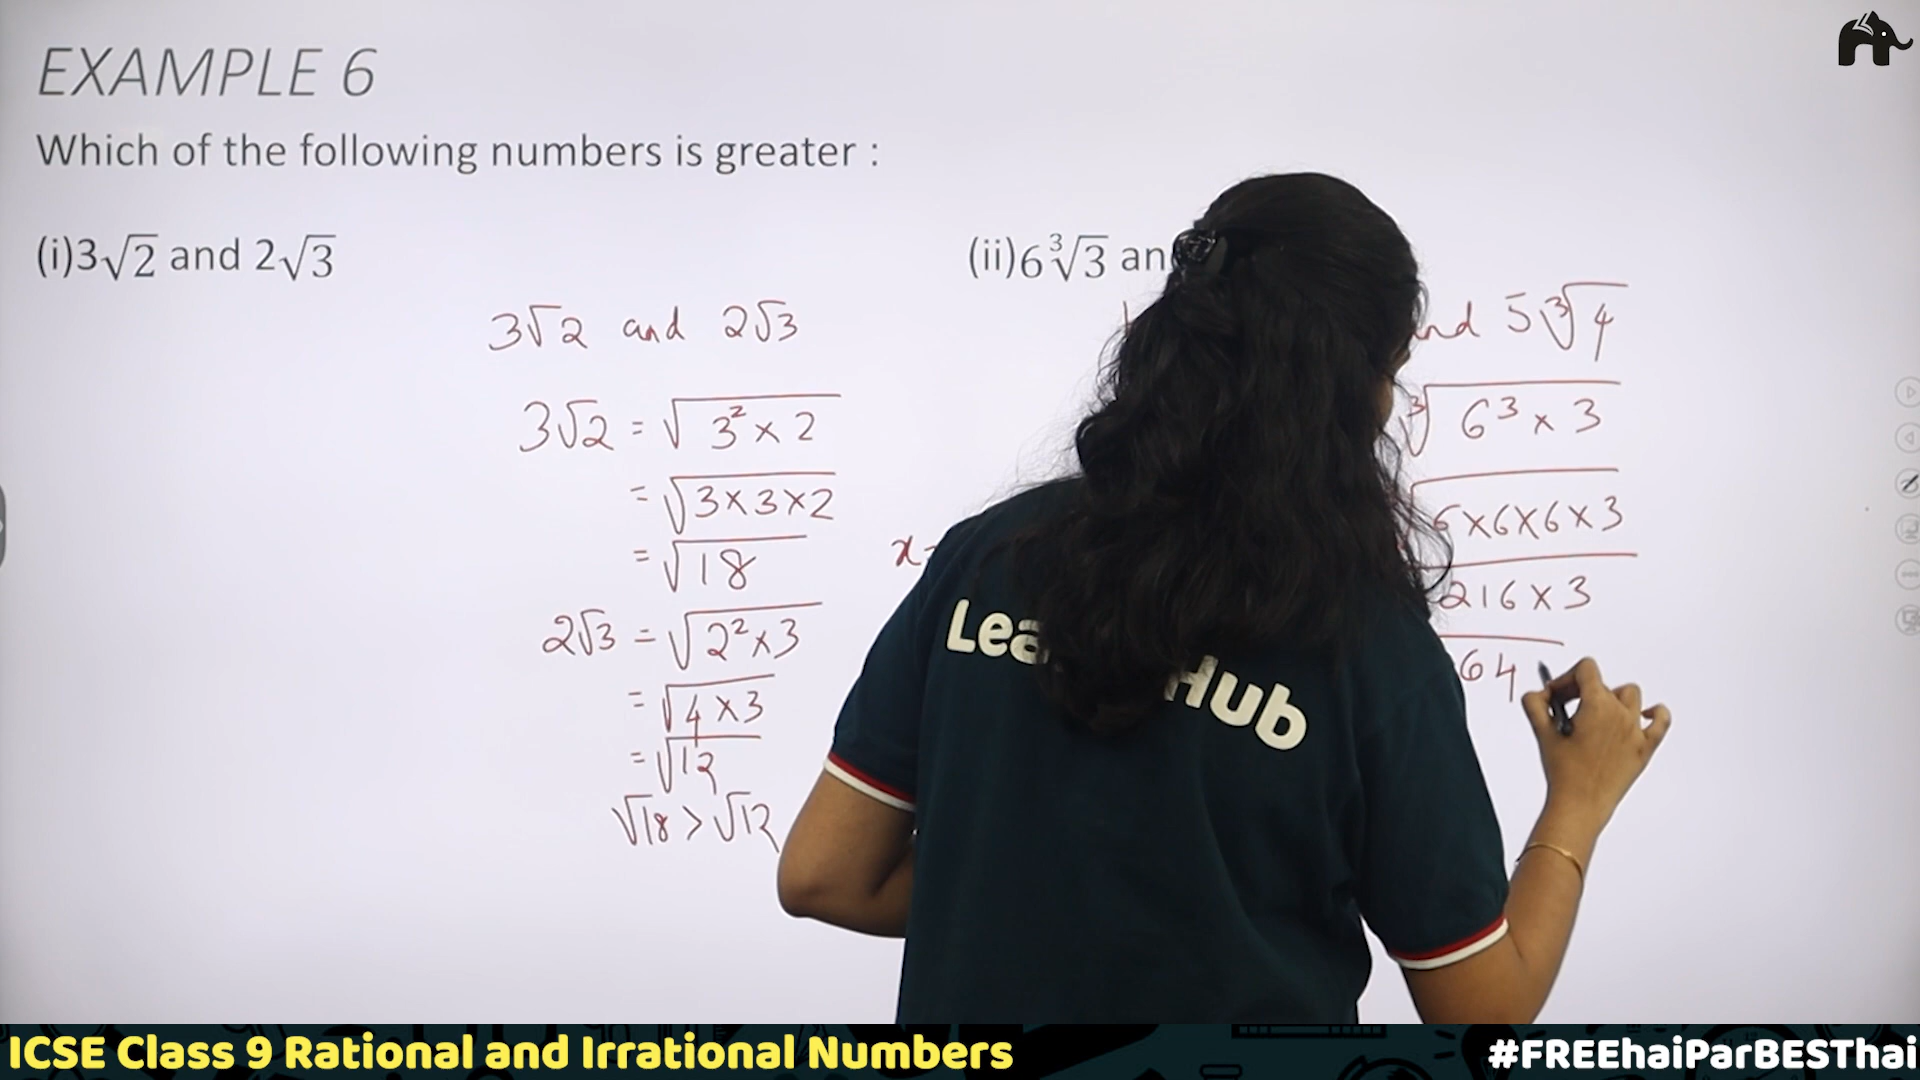 EXAMPLE 6
Which of the following numbers is greater :
(i)3√2 and 2√3
(ii)6∛3 an
3√2 and 2√3
3√2 = √3²×2
= √3×3×2
= √18
2√3 = √2²×3
= √4×3
= √12
√18 > √12
nd 5∛4
∛6³×3
6×6×6×3
216×3
64
x=
Lea Hub
ICSE Class 9 Rational and Irrational Numbers
#FREEhaiParBESThai